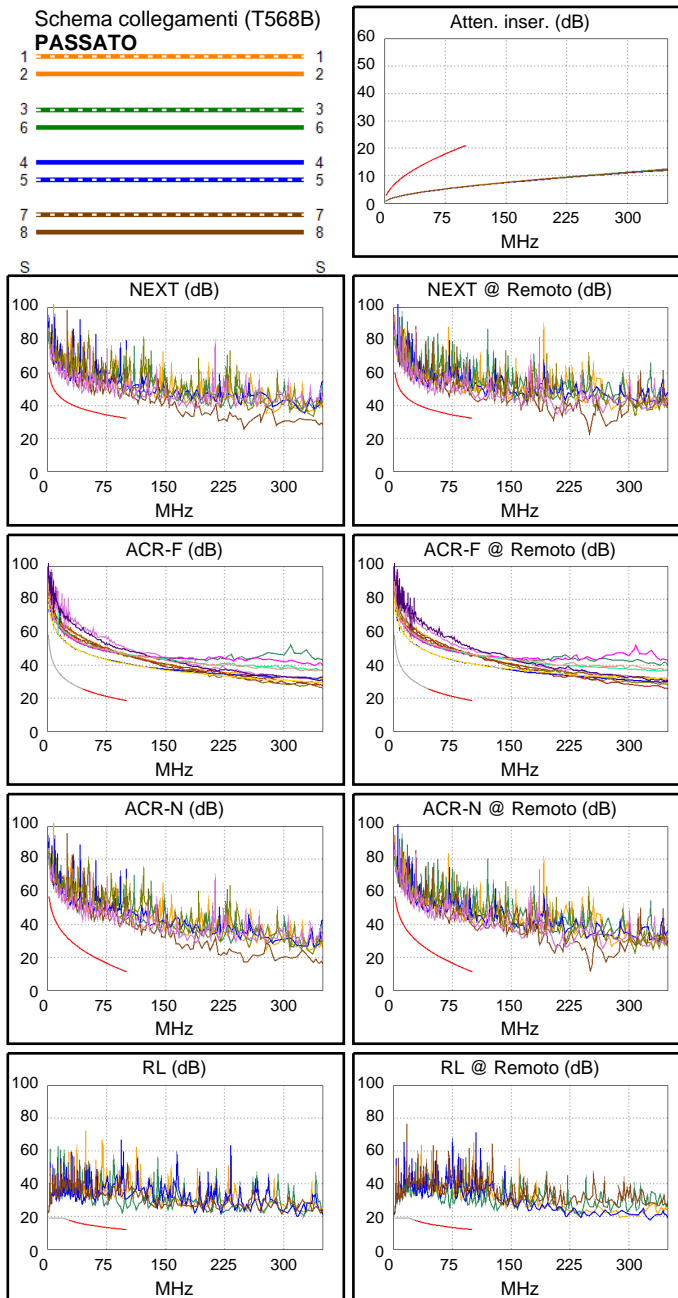 Schema collegamenti (T568B)
PASSATO
1 1
2 2
3 3
6 6
4 4
5 5
7 7
8 8
S S
Atten. inser. (dB)
60
50
40
30
20
10
0
0 75 150 225 300
MHz
NEXT (dB)
100
80
60
40
20
0
0 75 150 225 300
MHz
NEXT @ Remoto (dB)
100
80
60
40
20
0
0 75 150 225 300
MHz
ACR-F (dB)
100
80
60
40
20
0
0 75 150 225 300
MHz
ACR-F @ Remoto (dB)
100
80
60
40
20
0
0 75 150 225 300
MHz
ACR-N (dB)
100
80
60
40
20
0
0 75 150 225 300
MHz
ACR-N @ Remoto (dB)
100
80
60
40
20
0
0 75 150 225 300
MHz
RL (dB)
100
80
60
40
20
0
0 75 150 225 300
MHz
RL @ Remoto (dB)
100
80
60
40
20
0
0 75 150 225 300
MHz